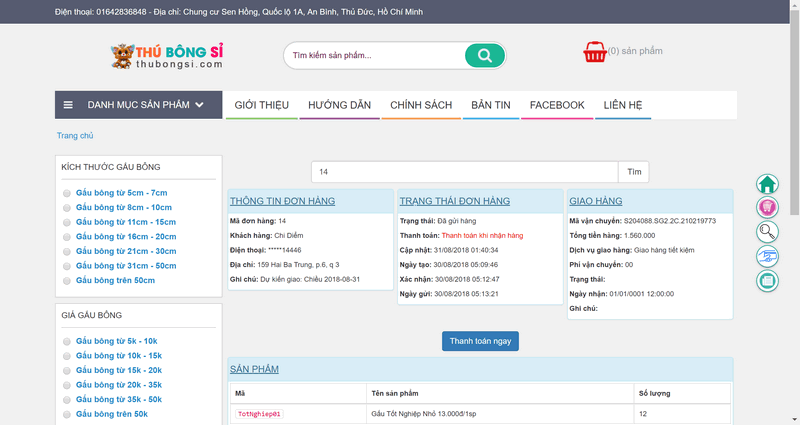 Điện thoại: 01642836848 - Địa chỉ: Chung cư Sen Hồng, Quốc lộ 1A, An Bình, Thủ Đức, Hồ Chí Minh
THÚ BÔNG SỈ
thubongsi.com
Tìm kiếm sản phẩm...
(0) sản phẩm
DANH MỤC SẢN PHẨM
GIỚI THIỆU
HƯỚNG DẪN
CHÍNH SÁCH
BẢN TIN
FACEBOOK
LIÊN HỆ
Trang chủ
KÍCH THƯỚC GẤU BÔNG
Gấu bông từ 5cm - 7cm
Gấu bông từ 8cm - 10cm
Gấu bông từ 11cm - 15cm
Gấu bông từ 16cm - 20cm
Gấu bông từ 21cm - 30cm
Gấu bông từ 31cm - 50cm
Gấu bông trên 50cm
GIÁ GẤU BÔNG
Gấu bông từ 5k - 10k
Gấu bông từ 10k - 15k
Gấu bông từ 15k - 20k
Gấu bông từ 20k - 35k
Gấu bông từ 35k - 50k
Gấu bông trên 50k
14
Tìm
THÔNG TIN ĐƠN HÀNG
Mã đơn hàng: 14
Khách hàng: Chi Diễm
Điện thoại: *****14446
Địa chỉ: 159 Hai Ba Trung, p.6, q 3
Ghi chú: Dự kiến giao: Chiều 2018-08-31
TRẠNG THÁI ĐƠN HÀNG
Trạng thái: Đã gửi hàng
Thanh toán: Thanh toán khi nhận hàng
Cập nhật: 31/08/2018 01:40:34
Ngày tạo: 30/08/2018 05:09:46
Xác nhận: 30/08/2018 05:12:47
Ngày gửi: 30/08/2018 05:13:21
GIAO HÀNG
Mã vận chuyển: S204088.SG2.2C.210219773
Tổng tiền hàng: 1.560.000
Dịch vụ giao hàng: Giao hàng tiết kiệm
Phí vận chuyển: 00
Trạng thái:
Ngày nhận: 01/01/0001 12:00:00
Ghi chú:
Thanh toán ngay
SẢN PHẨM
Mã Tên sản phẩm Số lượng
TotNghiep01 Gấu Tốt Nghiệp Nhỏ 13.000đ/1sp 12